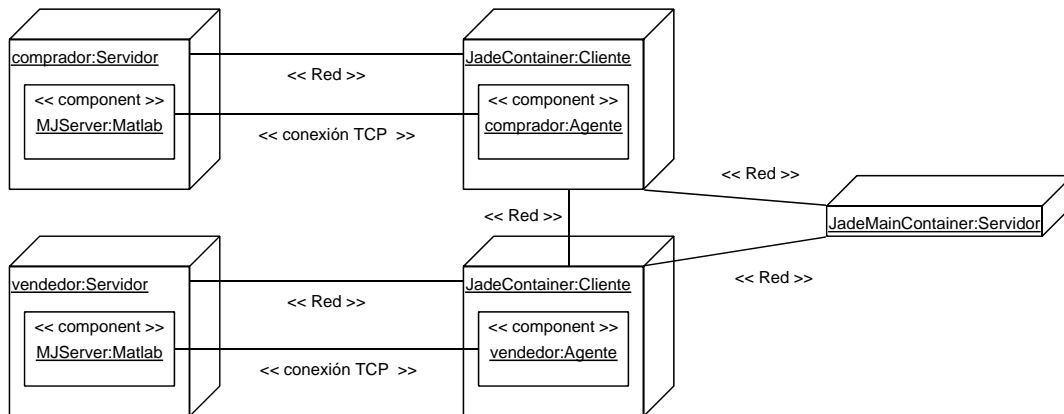 comprador:Servidor
<< component >>
MJServer:Matlab
<< Red >>
<< conexión TCP >>
JadeContainer:Cliente
<< component >>
comprador:Agente
<< Red >>
<< Red >>
JadeMainContainer:Servidor
<< Red >>
vendedor:Servidor
<< component >>
MJServer:Matlab
<< Red >>
<< conexión TCP >>
JadeContainer:Cliente
<< component >>
vendedor:Agente